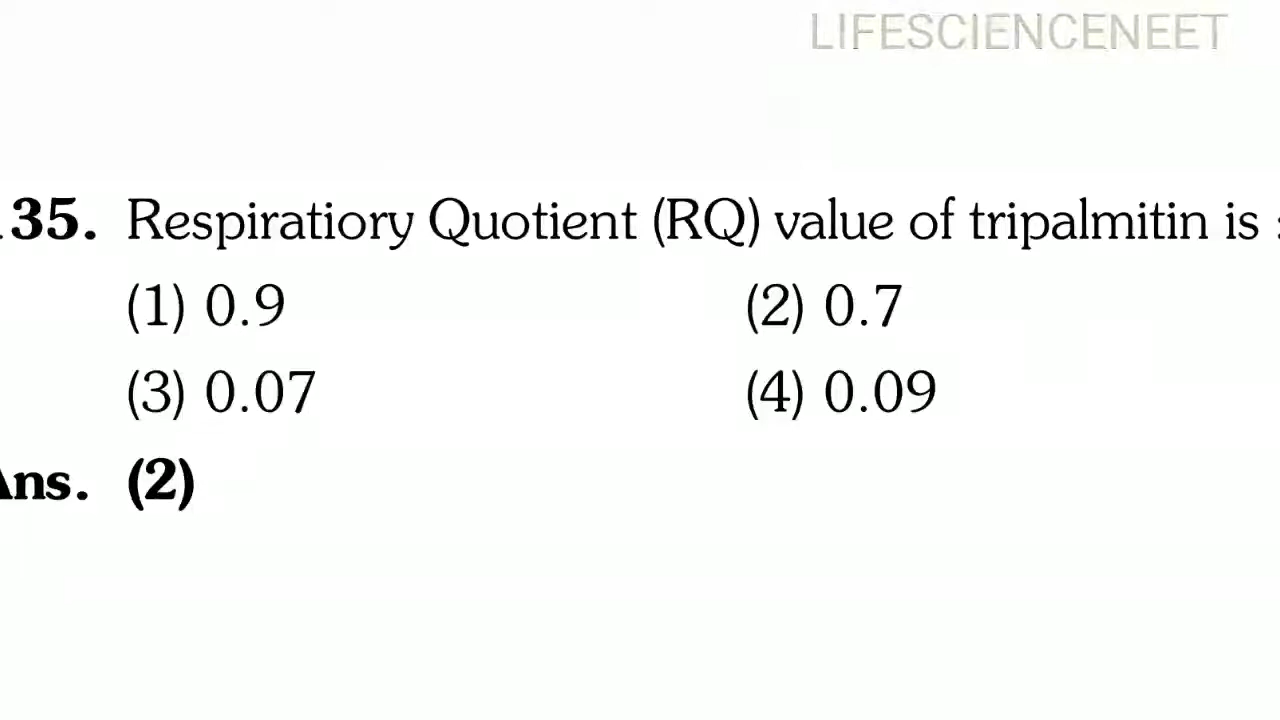 LIFESCIENCENEET
.35. Respiratiory Quotient (RQ) value of tripalmitin is :
(1) 0.9 (2) 0.7
(3) 0.07 (4) 0.09
Ans. (2)